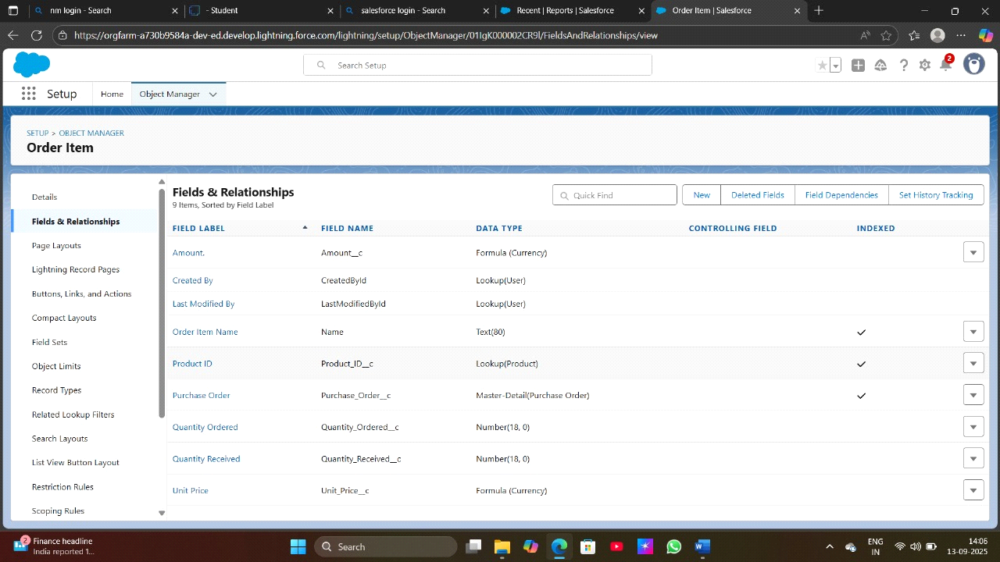 nm login - Search
- Student
salesforce login - Search
Recent | Reports | Salesforce
Order Item | Salesforce
https://orgfarm-a730b9584a-dev-ed.develop.lightning.force.com/lightning/setup/ObjectManager/01IgK000002CR9l/FieldsAndRelationships/view
Search Setup
2
Setup
Home
Object Manager
SETUP > OBJECT MANAGER
Order Item
Details
Fields & Relationships
Page Layouts
Lightning Record Pages
Buttons, Links, and Actions
Compact Layouts
Field Sets
Object Limits
Record Types
Related Lookup Filters
Search Layouts
List View Button Layout
Restriction Rules
Scoping Rules
Fields & Relationships
9 Items, Sorted by Field Label
Quick Find
New
Deleted Fields
Field Dependencies
Set History Tracking
FIELD LABEL FIELD NAME DATA TYPE CONTROLLING FIELD INDEXED
Amount. Amount__c Formula (Currency)
Created By CreatedById Lookup(User)
Last Modified By LastModifiedById Lookup(User)
Order Item Name Name Text(80)
Product ID Product_ID__c Lookup(Product)
Purchase Order Purchase_Order__c Master-Detail(Purchase Order)
Quantity Ordered Quantity_Ordered__c Number(18, 0)
Quantity Received Quantity_Received__c Number(18, 0)
Unit Price Unit_Price__c Formula (Currency)
2
Finance headline
India reported 1...
Search
ENG
IN
14:06
13-09-2025